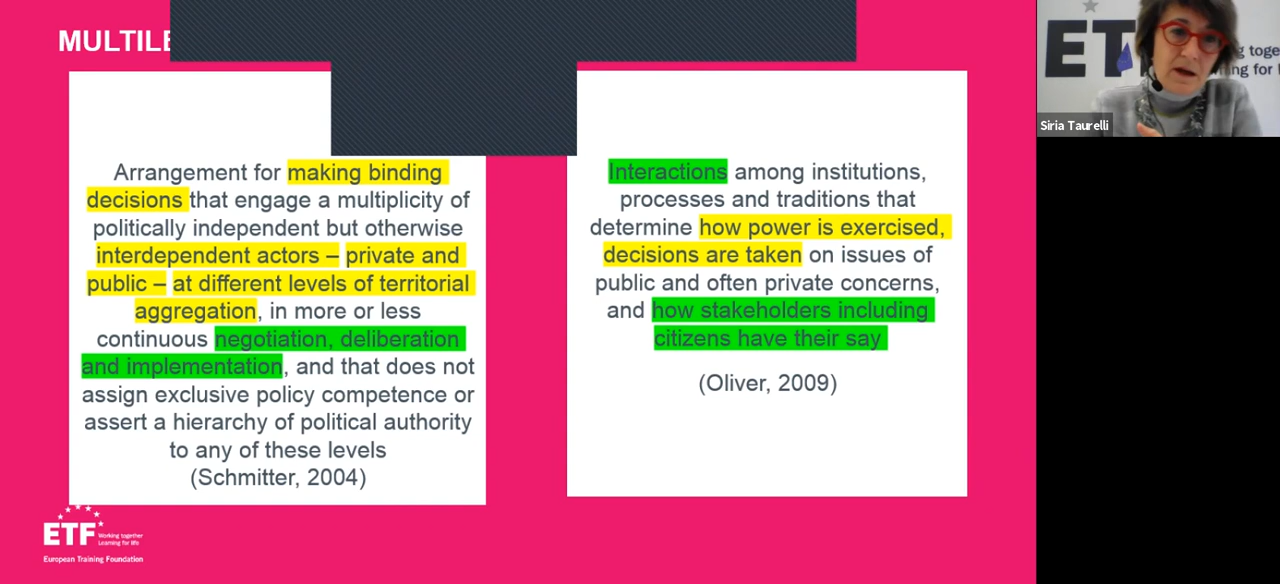 MULTILE
Arrangement for making binding
decisions that engage a multiplicity of
politically independent but otherwise
interdependent actors – private and
public – at different levels of territorial
aggregation, in more or less
continuous negotiation, deliberation
and implementation, and that does not
assign exclusive policy competence or
assert a hierarchy of political authority
to any of these levels
(Schmitter, 2004)
Interactions among institutions,
processes and traditions that
determine how power is exercised,
decisions are taken on issues of
public and often private concerns,
and how stakeholders including
citizens have their say
(Oliver, 2009)
ETF Working together
Learning for life
European Training Foundation
ET
g toge
ng for l
Siria Taurelli